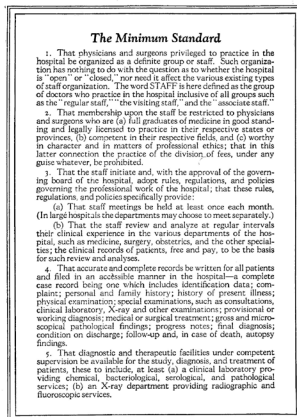 The Minimum Standard
1. That physicians and surgeons privileged to practice in the
hospital be organized as a definite group or staff. Such organiza-
tion has nothing to do with the question as to whether the hospital
is "open" or "closed," nor need it affect the various existing types
of staff organization. The word STAFF is here defined as the group
of doctors who practice in the hospital inclusive of all groups such
as the "regular staff," "the visiting staff," and the "associate staff."
2. That membership upon the staff be restricted to physicians
and surgeons who are (a) full graduates of medicine in good stand-
ing and legally licensed to practice in their respective states or
provinces, (b) competent in their respective fields, and (c) worthy
in character and in matters of professional ethics; that in this
latter connection the practice of the division of fees, under any
guise whatever, be prohibited.
3. That the staff initiate and, with the approval of the govern-
ing board of the hospital, adopt rules, regulations, and policies
governing the professional work of the hospital; that these rules,
regulations, and policies specifically provide:
(a) That staff meetings be held at least once each month.
(In large hospitals the departments may choose to meet separately.)
(b) That the staff review and analyze at regular intervals
their clinical experience in the various departments of the hos-
pital, such as medicine, surgery, obstetrics, and the other special-
ties; the clinical records of patients, free and pay, to be the basis
for such review and analyses.
4. That accurate and complete records be written for all patients
and filed in an accessible manner in the hospital—a complete
case record being one which includes identification data; com-
plaint; personal and family history; history of present illness;
physical examination; special examinations, such as consultations,
clinical laboratory, X-ray and other examinations; provisional or
working diagnosis; medical or surgical treatment; gross and micro-
scopical pathological findings; progress notes; final diagnosis;
condition on discharge; follow-up and, in case of death, autopsy
findings.
5. That diagnostic and therapeutic facilities under competent
supervision be available for the study, diagnosis, and treatment of
patients, these to include, at least (a) a clinical laboratory pro-
viding chemical, bacteriological, serological, and pathological
services; (b) an X-ray department providing radiographic and
fluoroscopic services.